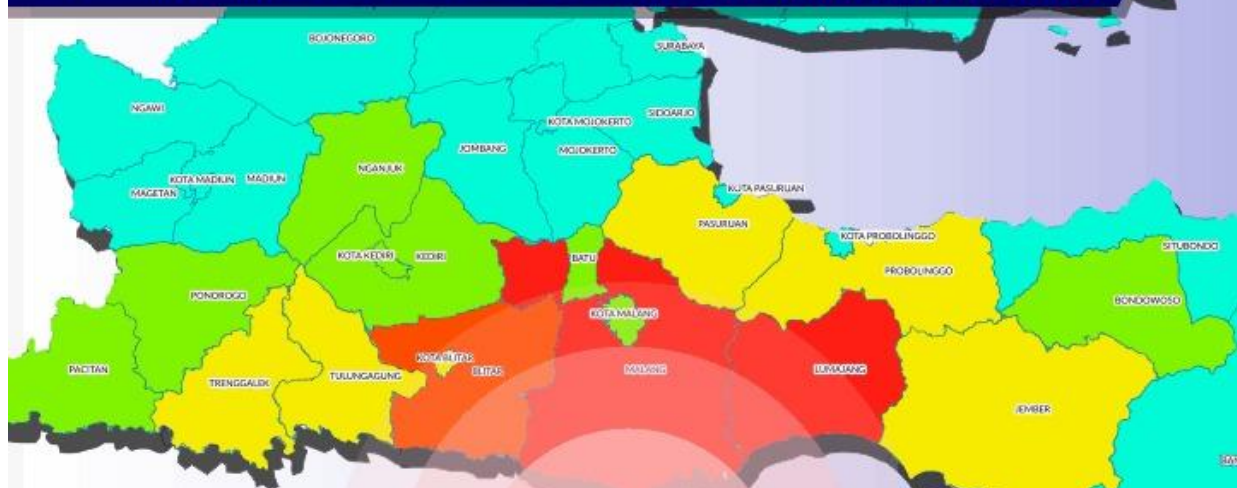 BOJONEGORO
SURABAYA
NGAWI
KOTA MOJOKERTO
SIDOARJO
JOMBANG
MOJOKERTO
NGANJUK
KOTA MADIUN
MADIUN
MAGETAN
KOTA PASURUAN
PASURUAN
KOTA PROBOLINGGO
SITUBONDO
KOTA KEDIRI
KEDIRI
BATU
PROBOLINGGO
PONOROGO
BONDOWOSO
KOTA MALANG
PACITAN
TRENGGALEK
TULUNGAGUNG
KOTA BLITAR
BLITAR
MALANG
LUMAJANG
JEMBER